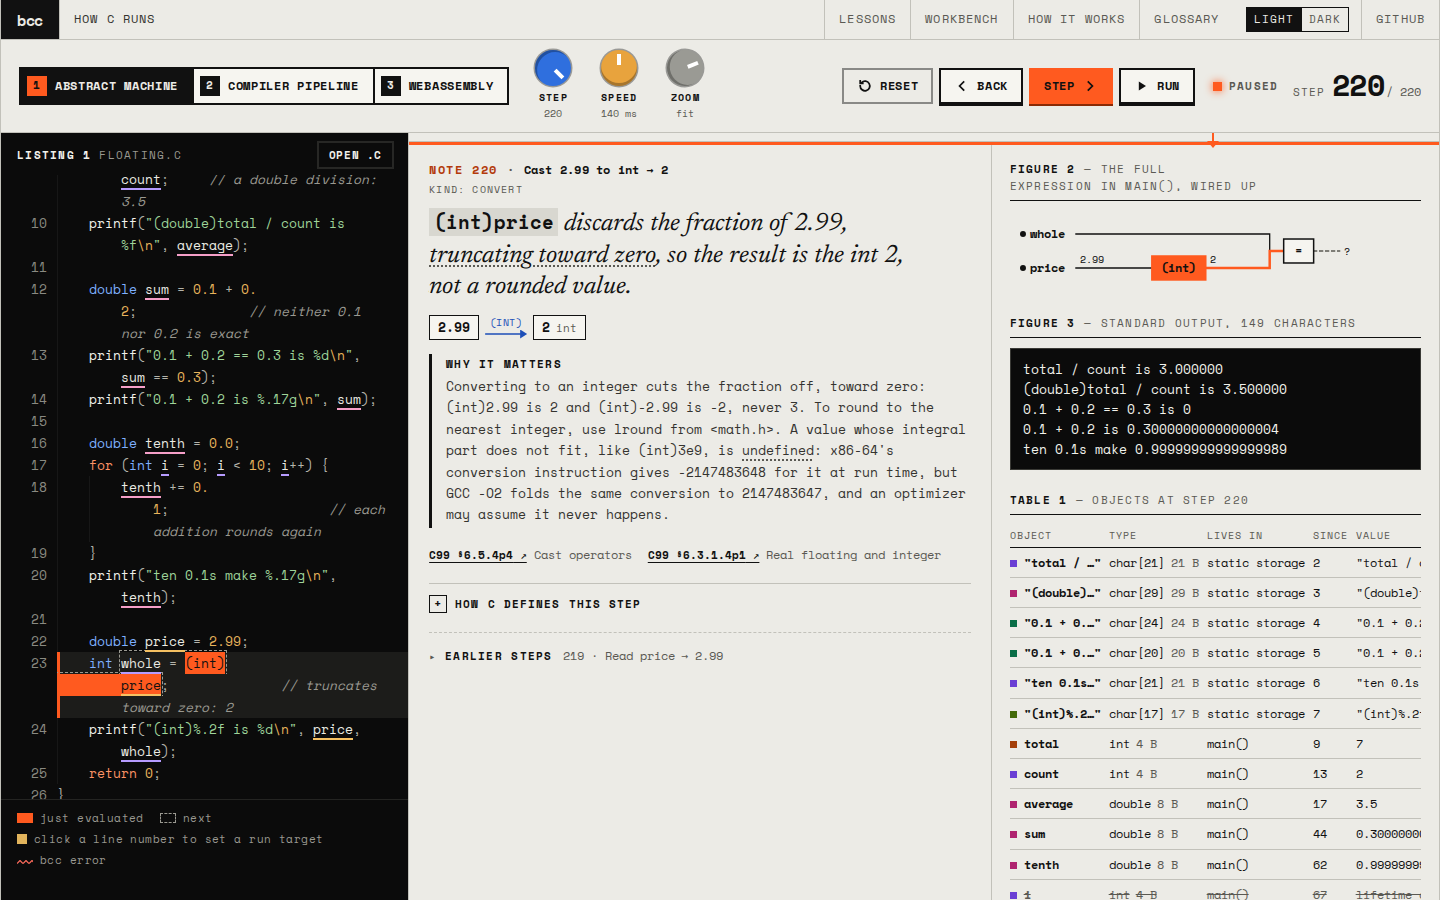 bcc HOW C RUNS LESSONS WORKBENCH HOW IT WORKS GLOSSARY LIGHT DARK GITHUB
1 ABSTRACT MACHINE 2 COMPILER PIPELINE 3 WEBASSEMBLY
STEP SPEED ZOOM
220 140 ms fit
RESET BACK STEP RUN PAUSED STEP 220 / 220
LISTING 1 FLOATING.C OPEN .C
count; // a double division:
3.5
10 printf("(double)total / count is
%f\n", average);
11
12 double sum = 0.1 + 0.
2; // neither 0.1
nor 0.2 is exact
13 printf("0.1 + 0.2 == 0.3 is %d\n",
sum == 0.3);
14 printf("0.1 + 0.2 is %.17g\n", sum);
15
16 double tenth = 0.0;
17 for (int i = 0; i < 10; i++) {
18 tenth += 0.
1; // each
addition rounds again
19 }
20 printf("ten 0.1s make %.17g\n",
tenth);
21
22 double price = 2.99;
23 int whole = (int)
price; // truncates
toward zero: 2
24 printf("(int)%.2f is %d\n", price,
whole);
25 return 0;
26 }
just evaluated next
click a line number to set a run target
bcc error
NOTE 220 · Cast 2.99 to int → 2
KIND: CONVERT
(int)price discards the fraction of 2.99,
truncating toward zero, so the result is the int 2,
not a rounded value.
2.99 (INT) 2 int
WHY IT MATTERS
Converting to an integer cuts the fraction off, toward zero:
(int)2.99 is 2 and (int)-2.99 is -2, never 3. To round to the
nearest integer, use lround from <math.h>. A value whose integral
part does not fit, like (int)3e9, is undefined: x86-64's
conversion instruction gives -2147483648 for it at run time, but
GCC -O2 folds the same conversion to 2147483647, and an optimizer
may assume it never happens.
C99 §6.5.4p4 ↗ Cast operators C99 §6.3.1.4p1 ↗ Real floating and integer
+ HOW C DEFINES THIS STEP
▸ EARLIER STEPS 219 · Read price → 2.99
FIGURE 2 — THE FULL
EXPRESSION IN MAIN(), WIRED UP
whole
= ?
price 2.99 (int) 2
FIGURE 3 — STANDARD OUTPUT, 149 CHARACTERS
total / count is 3.000000
(double)total / count is 3.500000
0.1 + 0.2 == 0.3 is 0
0.1 + 0.2 is 0.30000000000000004
ten 0.1s make 0.99999999999999989
TABLE 1 — OBJECTS AT STEP 220
OBJECT TYPE LIVES IN SINCE VALUE
"total / …" char[21] 21 B static storage 2 "total /
"(double)…" char[29] 29 B static storage 3 "(double)
"0.1 + 0.…" char[24] 24 B static storage 4 "0.1 + 0.
"0.1 + 0.…" char[20] 20 B static storage 5 "0.1 + 0.
"ten 0.1s…" char[21] 21 B static storage 6 "ten 0.1s
"(int)%.2…" char[17] 17 B static storage 7 "(int)%.2
total int 4 B main() 9 7
count int 4 B main() 13 2
average double 8 B main() 17 3.5
sum double 8 B main() 44 0.3000000
tenth double 8 B main() 62 0.9999999
i int 4 B main() 67 lifetime